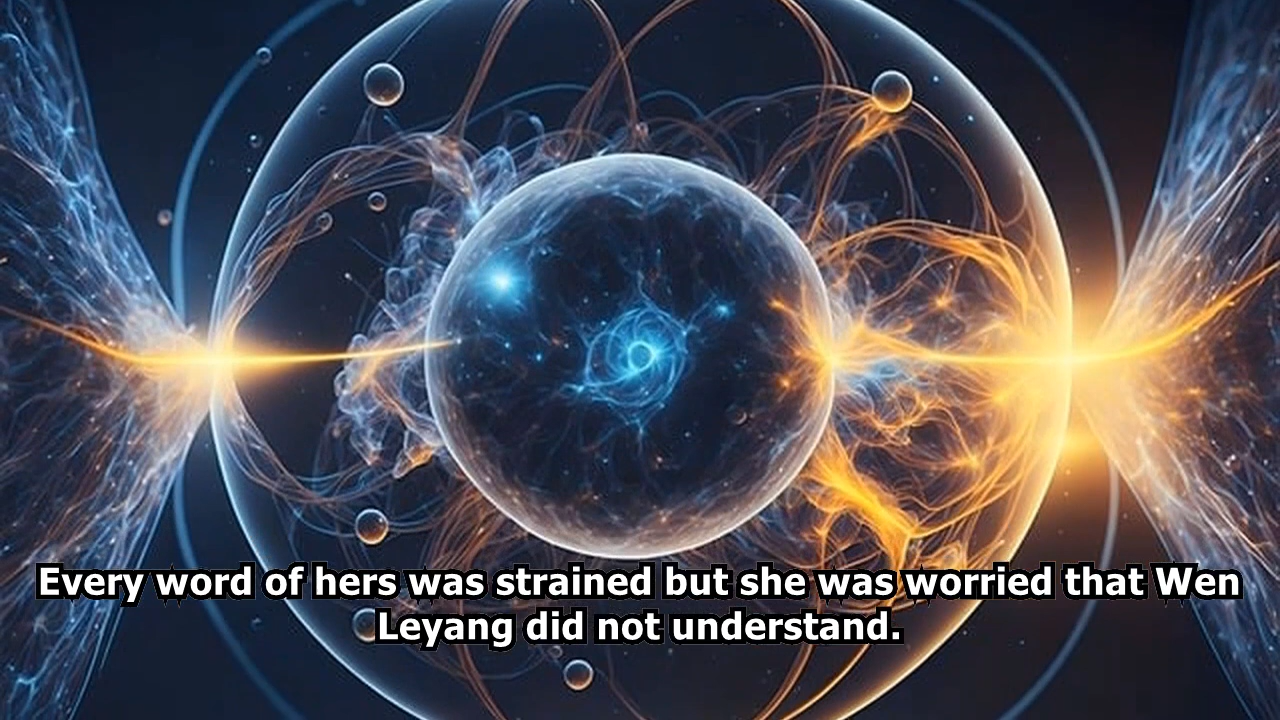 Every word of hers was strained but she was worried that Wen
Leyang did not understand.